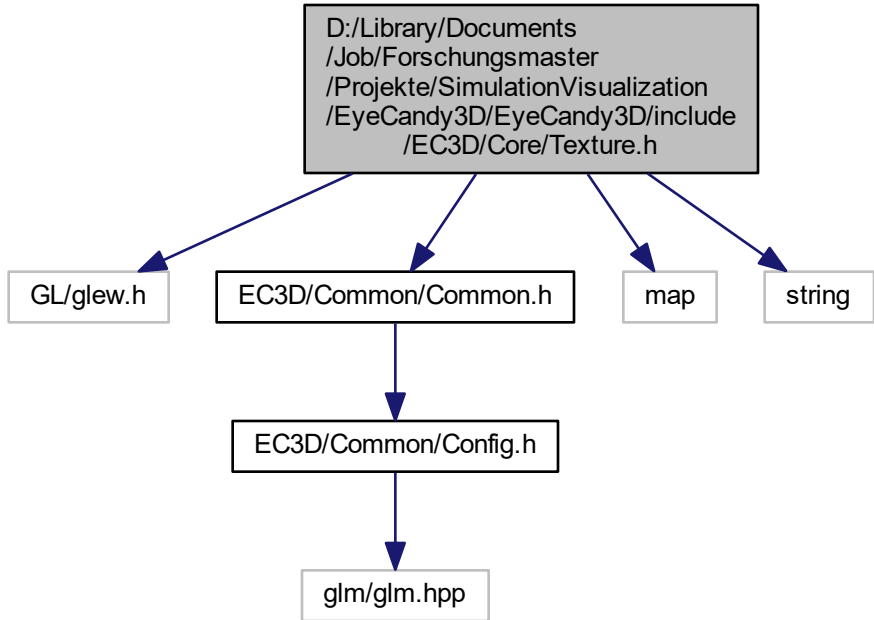 D:/Library/Documents
/Job/Forschungsmaster
/Projekte/SimulationVisualization
/EyeCandy3D/EyeCandy3D/include
/EC3D/Core/Texture.h
GL/glew.h
EC3D/Common/Common.h
map
string
EC3D/Common/Config.h
glm/glm.hpp